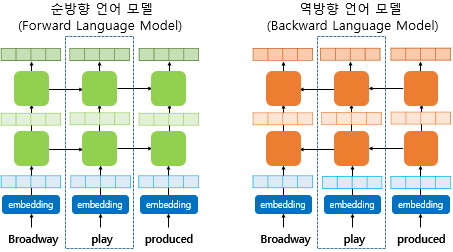 순방향 언어 모델
(Forward Language Model)
embedding embedding embedding
Broadway play produced
역방향 언어 모델
(Backward Language Model)
embedding embedding embedding
Broadway play produced